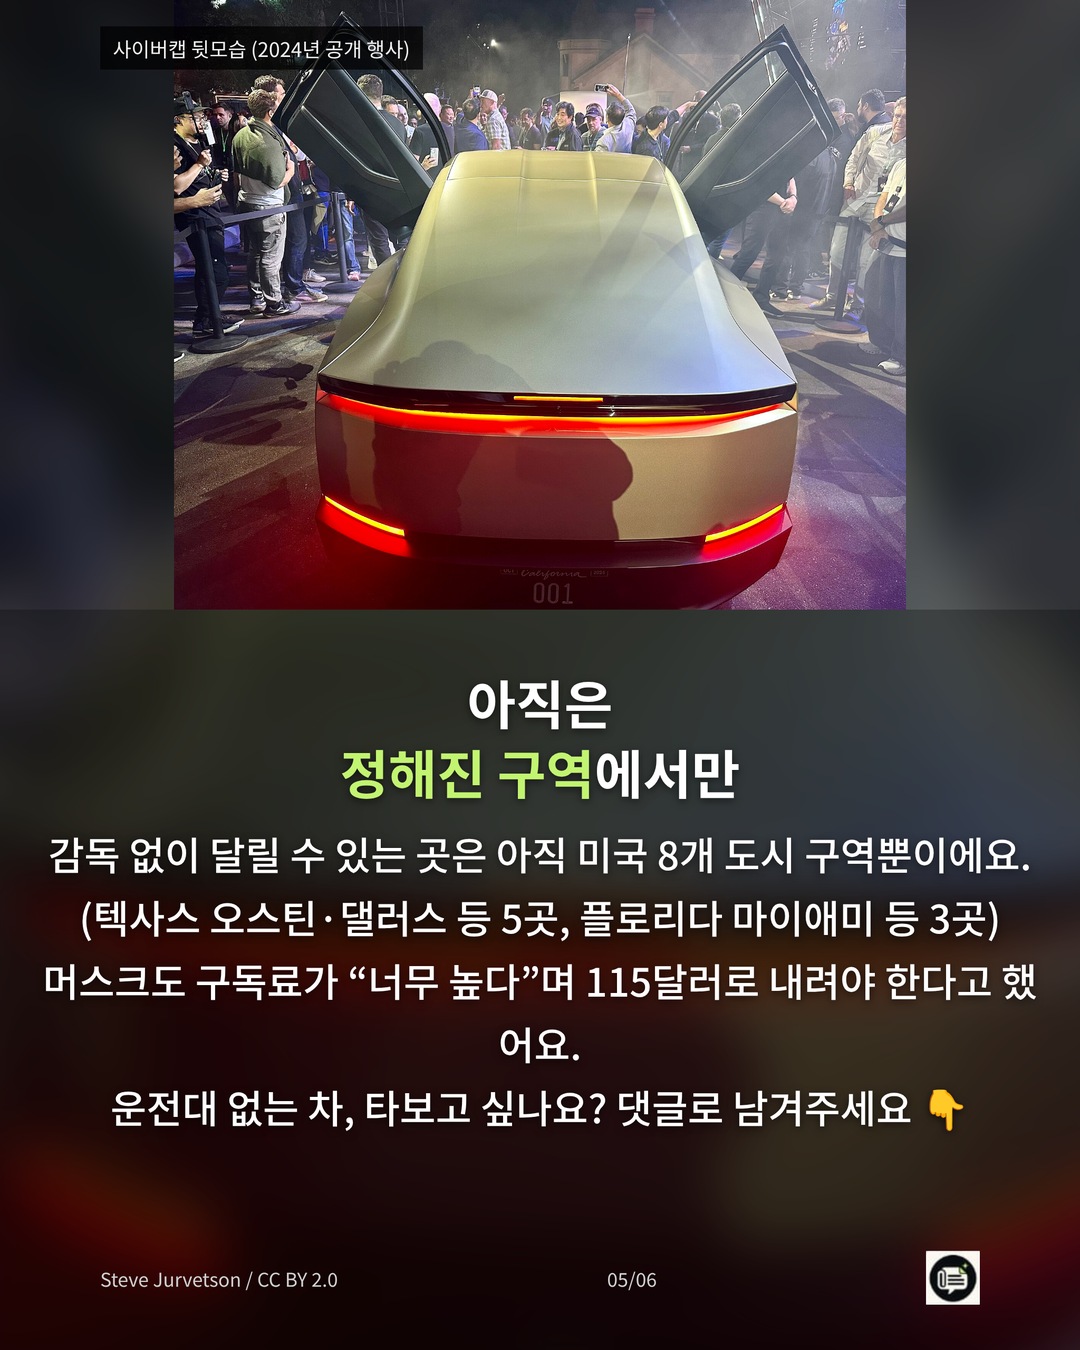 사이버캡 뒷모습 (2024년 공개 행사)
California
001
아직은
정해진 구역에서만
감독 없이 달릴 수 있는 곳은 아직 미국 8개 도시 구역뿐이에요.
(텍사스 오스틴·댈러스 등 5곳, 플로리다 마이애미 등 3곳)
머스크도 구독료가 “너무 높다”며 115달러로 내려야 한다고 했
어요.
운전대 없는 차, 타보고 싶나요? 댓글로 남겨주세요 👇
Steve Jurvetson / CC BY 2.0
05/06